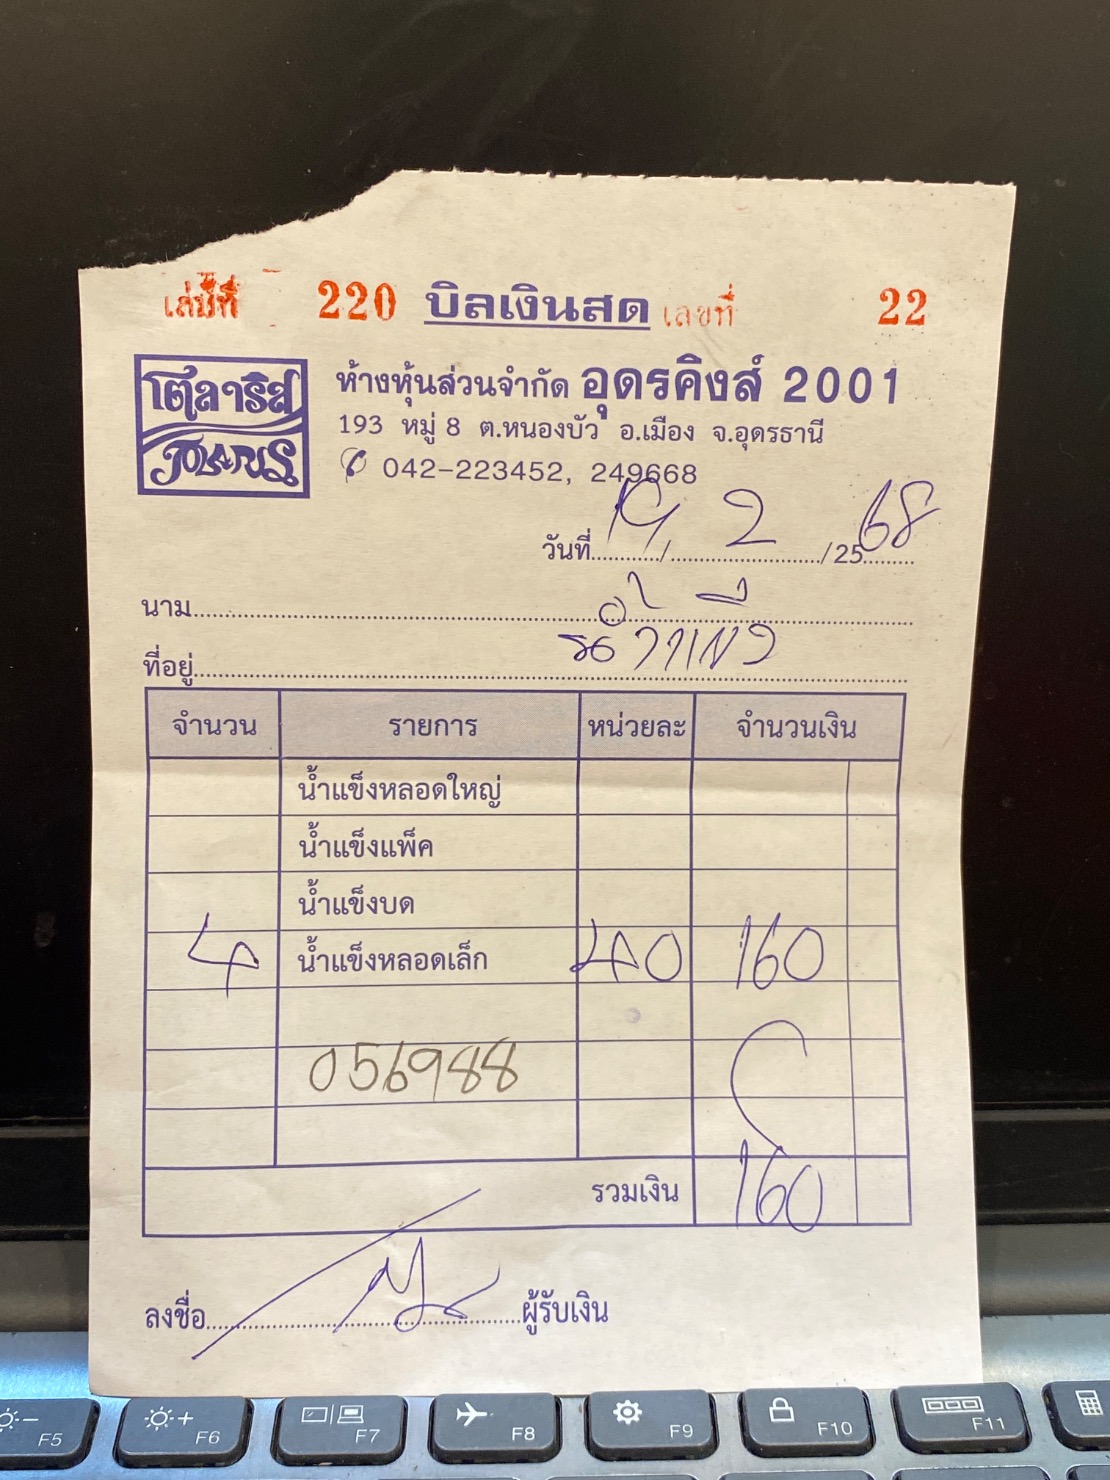 เล่มที่ 220 บิลเงินสด เลขที่ 22
โตลาริส
POLARIS
ห้างหุ้นส่วนจำกัด อุดรคิงส์ 2001
193 หมู่ 8 ต.หนองบัว อ.เมือง จ.อุดรธานี
042-223452, 249668
วันที่ 19 / 2 / 2568
นาม
ที่อยู่
จำนวน รายการ หน่วยละ จำนวนเงิน
น้ำแข็งหลอดใหญ่
น้ำแข็งแพ็ค
น้ำแข็งบด
4 น้ำแข็งหลอดเล็ก 40 160
056988
รวมเงิน 160
ลงชื่อ ผู้รับเงิน
F5 F6 F7 F8 F9 F10 F11